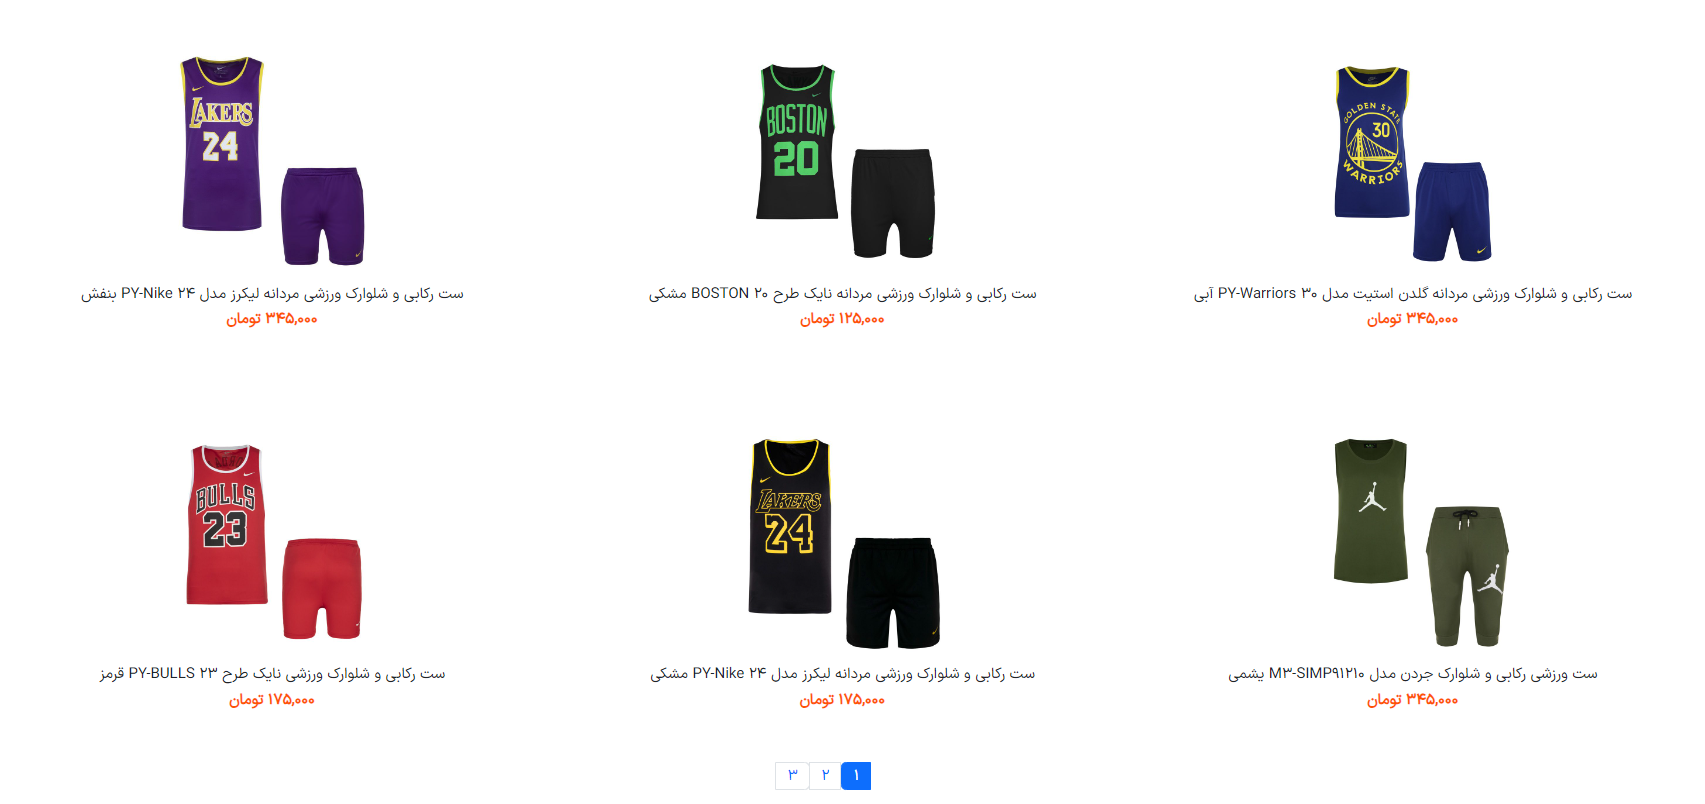 GOLDEN STATE
30
WARRIORS
ست رکابی و شلوارک ورزشی مردانه گلدن استیت مدل PY-Warriors ۳۰ آبی
۳۴۵,۰۰۰ تومان
BOSTON
20
ست رکابی و شلوارک ورزشی مردانه نایک طرح BOSTON ۲۰ مشکی
۱۲۵,۰۰۰ تومان
LAKERS
24
ست رکابی و شلوارک ورزشی مردانه لیکرز مدل PY-Nike ۲۴ بنفش
۳۴۵,۰۰۰ تومان
ست ورزشی رکابی و شلوارک جردن مدل M۳-SIMP۹۱۲۱۰ یشمی
۳۴۵,۰۰۰ تومان
LAKERS
24
ست رکابی و شلوارک ورزشی مردانه لیکرز مدل PY-Nike ۲۴ مشکی
۱۷۵,۰۰۰ تومان
BULLS
23
ست رکابی و شلوارک ورزشی نایک طرح PY-BULLS ۲۳ قرمز
۱۷۵,۰۰۰ تومان
۱ ۲ ۳